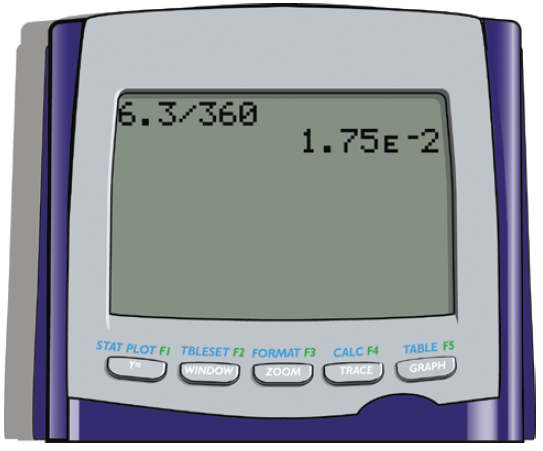 6.3/360
1.75ᴇ-2
STAT PLOT F1 TBLESET F2 FORMAT F3 CALC F4 TABLE F5
Y= WINDOW ZOOM TRACE GRAPH